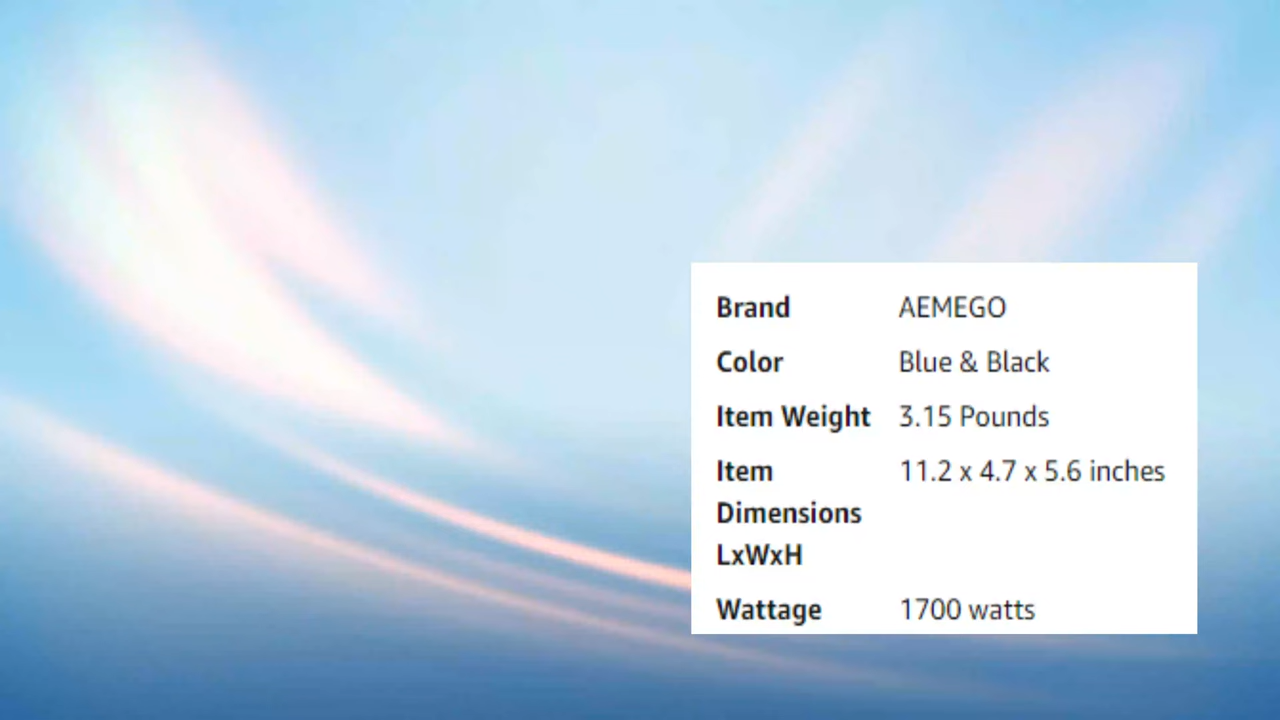 Brand AEMEGO
Color Blue & Black
Item Weight 3.15 Pounds
Item 11.2 x 4.7 x 5.6 inches
Dimensions
LxWxH
Wattage 1700 watts